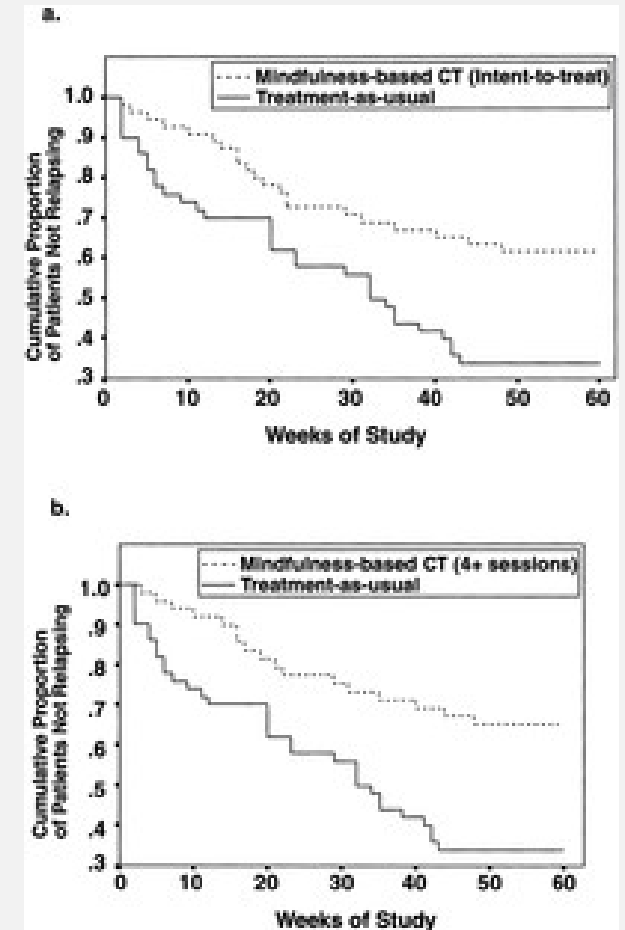 a.
Mindfulness-based CT (intent-to-treat)
Treatment-as-usual
Cumulative Proportion
of Patients Not Relapsing
1.0
.9
.8
.7
.6
.5
.4
.3
0 10 20 30 40 50 60
Weeks of Study
b.
Mindfulness-based CT (4+ sessions)
Treatment-as-usual
Cumulative Proportion
of Patients Not Relapsing
1.0
.9
.8
.7
.6
.5
.4
.3
0 10 20 30 40 50 60
Weeks of Study